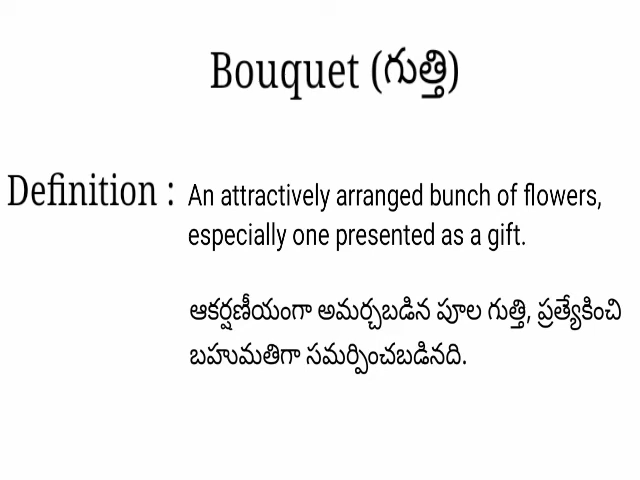 Bouquet (గుత్తి)
Definition : An attractively arranged bunch of flowers,
especially one presented as a gift.
ఆకర్షణీయంగా అమర్చబడిన పూల గుత్తి, ప్రత్యేకించి
బహుమతిగా సమర్పించబడినది.